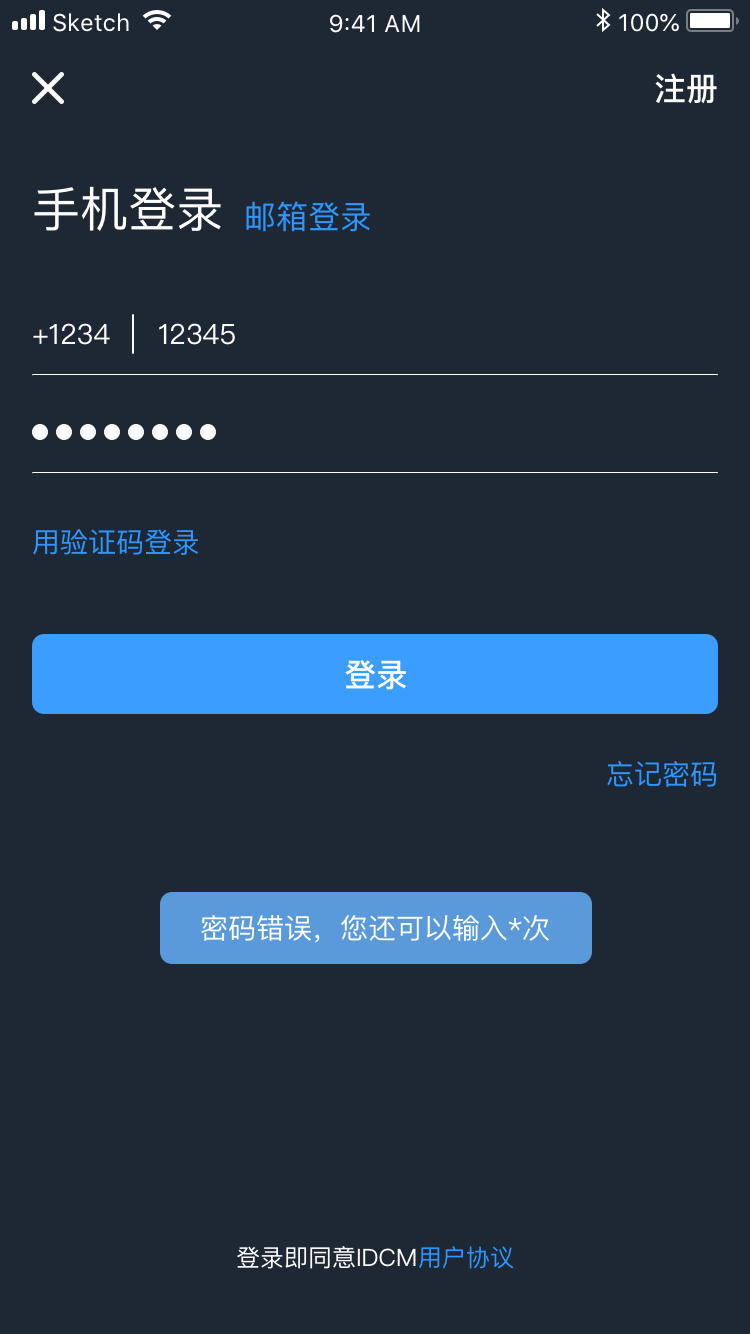 Sketch 9:41 AM 100%
注册
手机登录 邮箱登录
+1234 12345
用验证码登录
登录
忘记密码
密码错误，您还可以输入*次
登录即同意IDCM用户协议